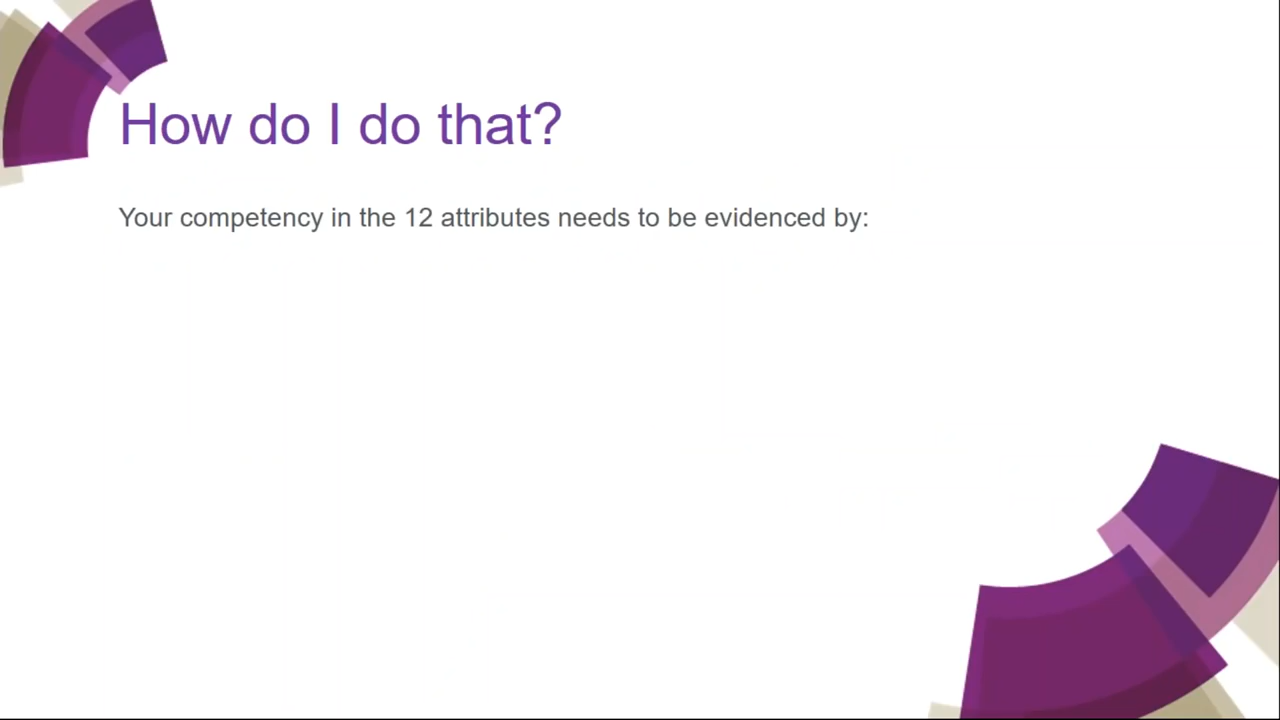 How do I do that?
Your competency in the 12 attributes needs to be evidenced by: